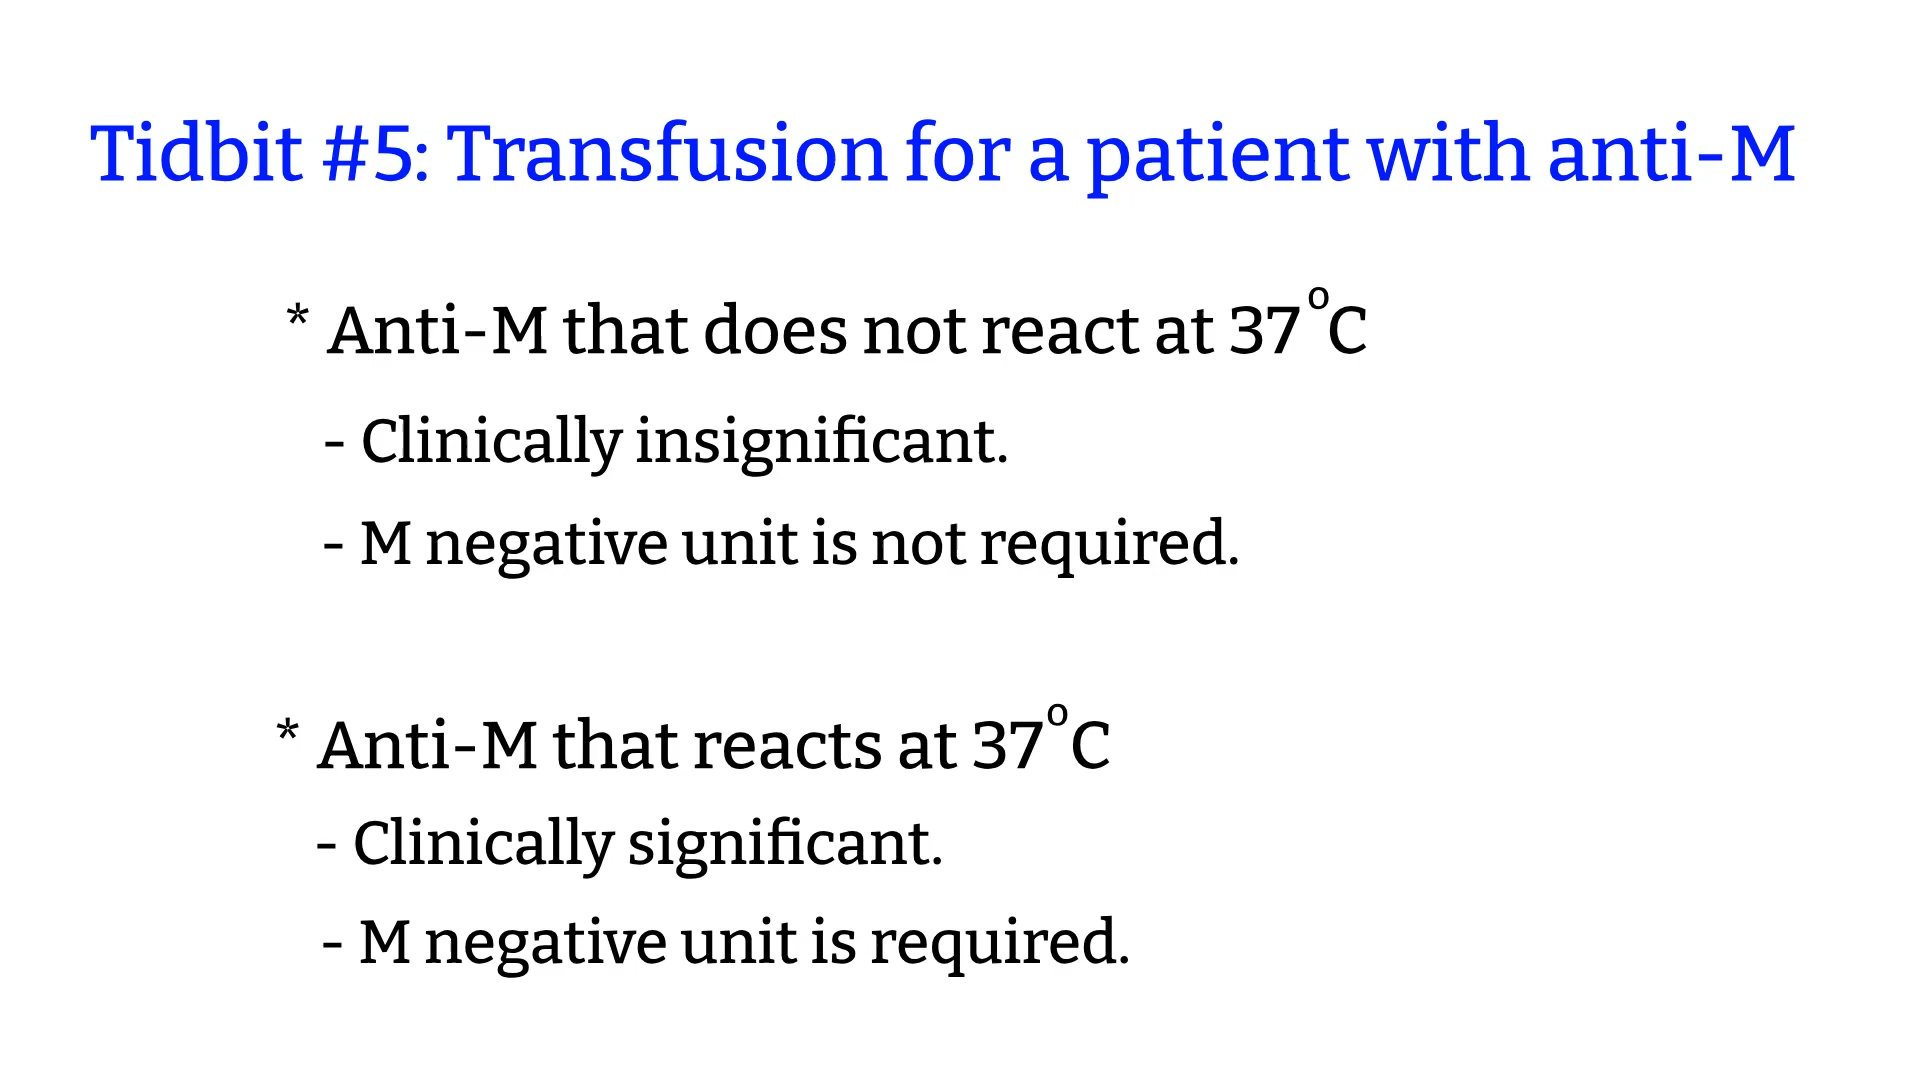 Tidbit #5: Transfusion for a patient with anti-M
* Anti-M that does not react at 37°C
- Clinically insignificant.
- M negative unit is not required.
* Anti-M that reacts at 37°C
- Clinically significant.
- M negative unit is required.